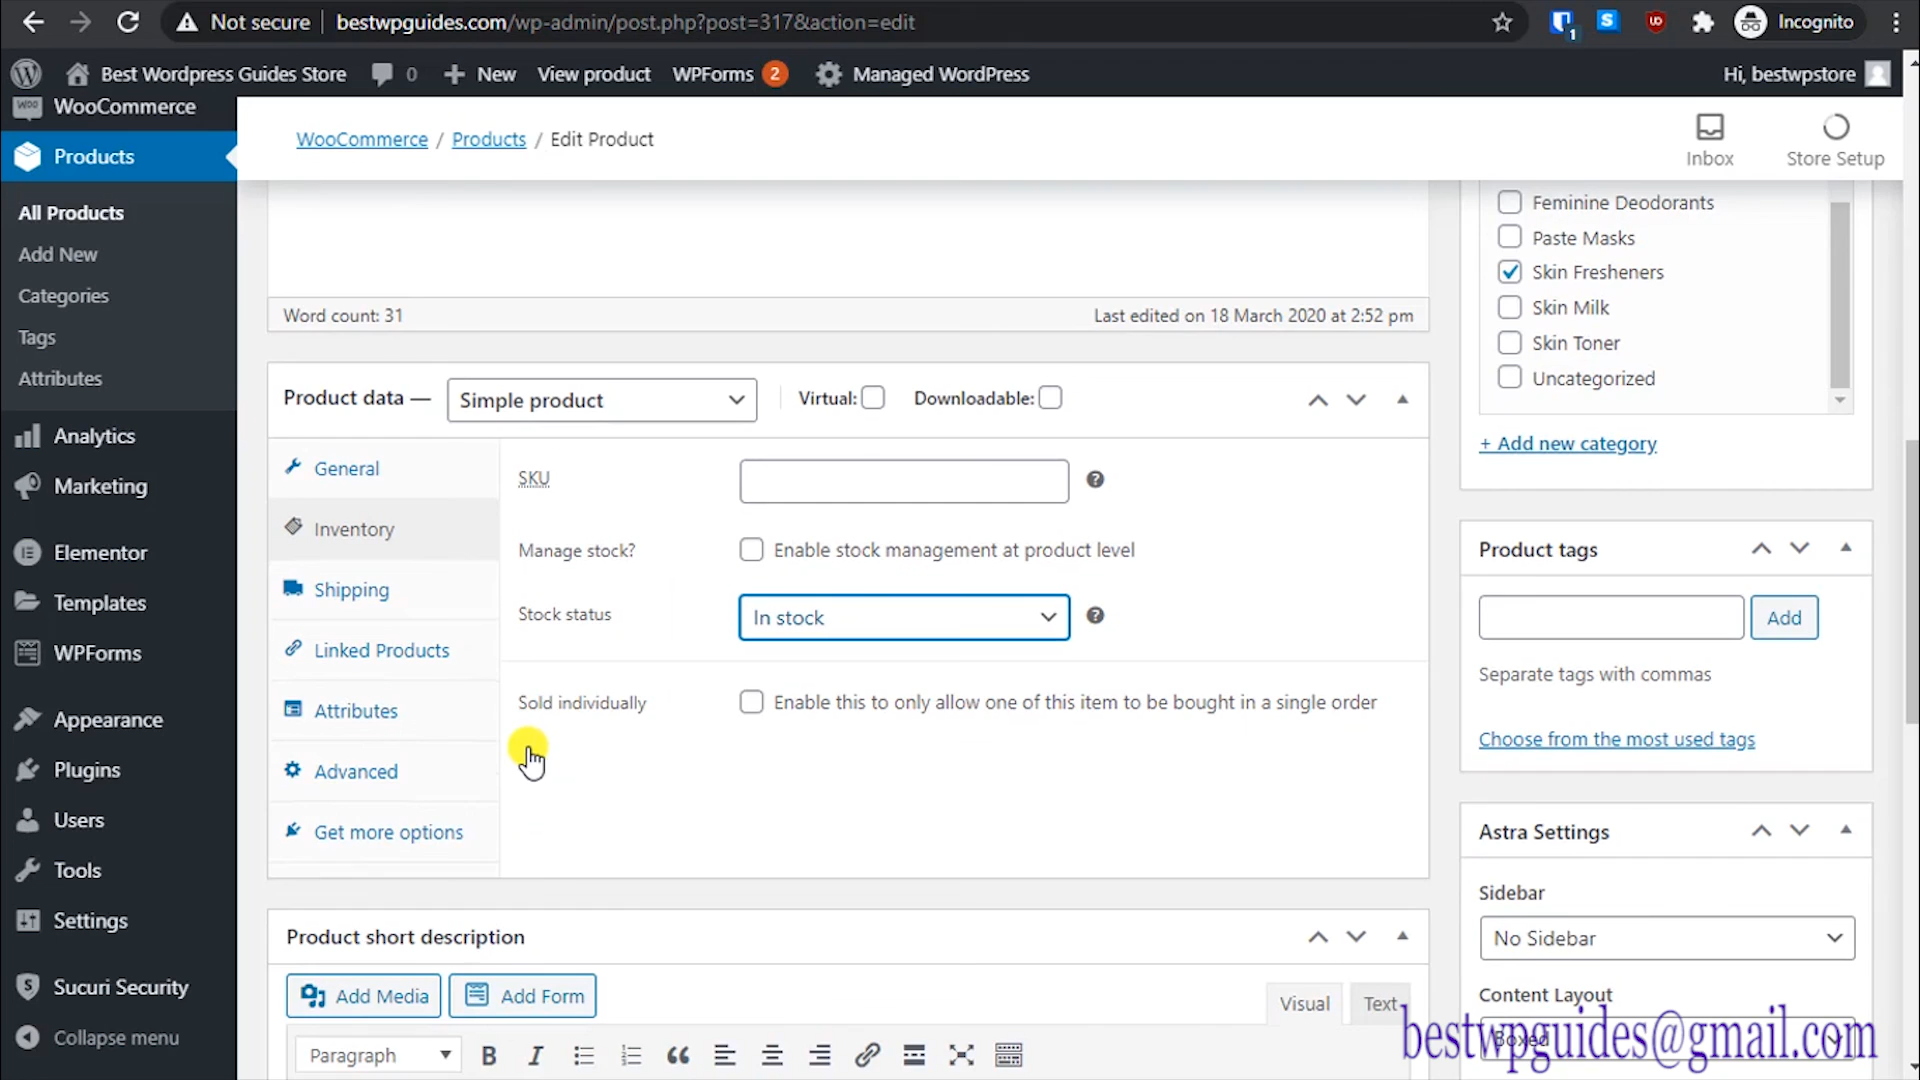 Not secure bestwpguides.com/wp-admin/post.php?post=317&action=edit 1 S UD Incognito
Best Wordpress Guides Store 0 New View product WPForms 2 Managed WordPress Hi, bestwpstore
WOO WooCommerce
WooCommerce / Products / Edit Product
Inbox
Store Setup
Products
All Products
Add New
Categories
Tags
Attributes
Analytics
Marketing
Elementor
Templates
WPForms
Appearance
Plugins
Users
Tools
Settings
Sucuri Security
Collapse menu
Word count: 31 Last edited on 18 March 2020 at 2:52 pm
Product data — Simple product Virtual: Downloadable:
General
Inventory
Shipping
Linked Products
Attributes
Advanced
Get more options
SKU
Manage stock? Enable stock management at product level
Stock status In stock
Sold individually Enable this to only allow one of this item to be bought in a single order
Product short description
Add Media Add Form
Visual Text
Paragraph B I
Feminine Deodorants
Paste Masks
Skin Fresheners
Skin Milk
Skin Toner
Uncategorized
+ Add new category
Product tags
Add
Separate tags with commas
Choose from the most used tags
Astra Settings
Sidebar
No Sidebar
Content Layout
Boxed
bestwpguides@gmail.com